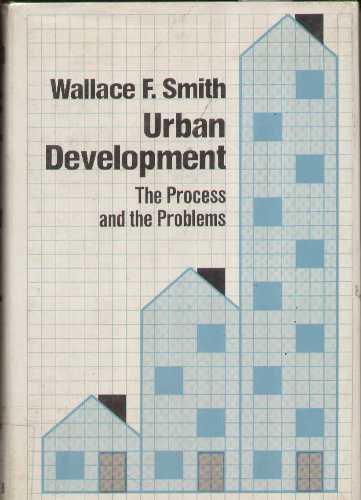 Wallace F. Smith
Urban
Development
The Process
and the Problems